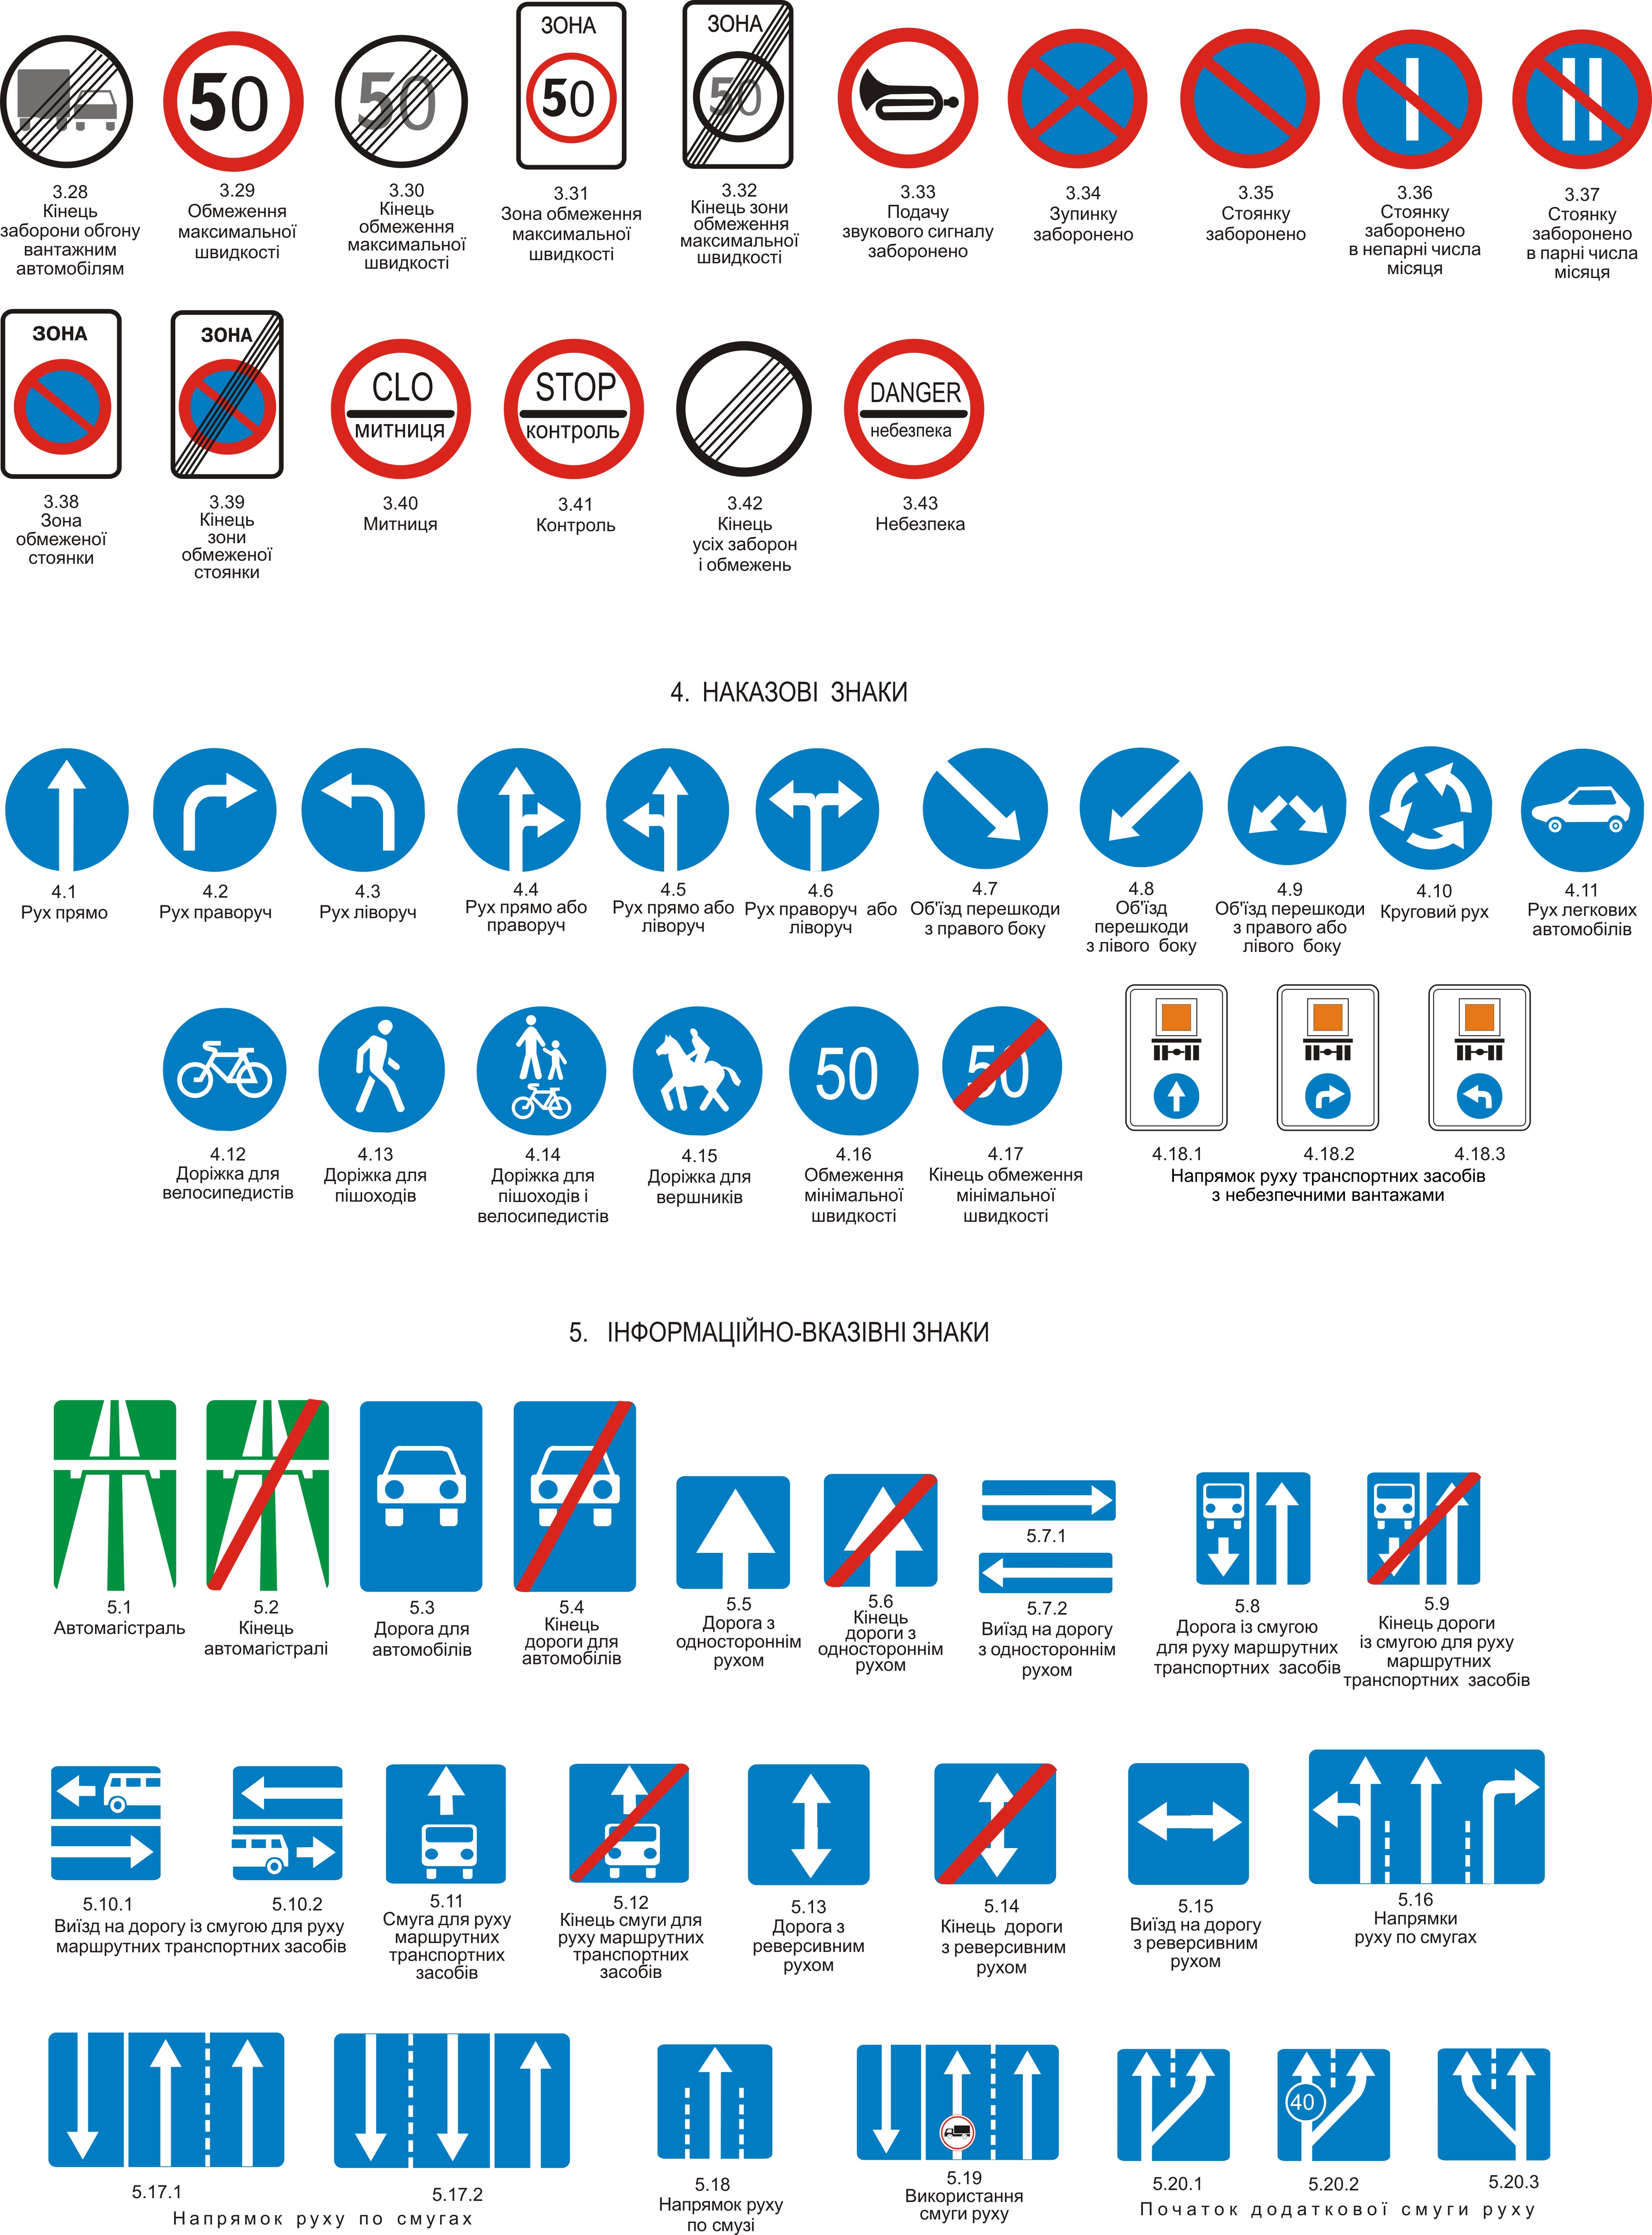 50
50
ЗОНА
50
ЗОНА
50
3.28
Кінець
заборони обгону
вантажним
автомобілям
3.29
Обмеження
максимальної
швидкості
3.30
Кінець
обмеження
максимальної
швидкості
3.31
Зона обмеження
максимальної
швидкості
3.32
Кінець зони
обмеження
максимальної
швидкості
3.33
Подачу
звукового сигналу
заборонено
3.34
Зупинку
заборонено
3.35
Стоянку
заборонено
3.36
Стоянку
заборонено
в непарні числа
місяця
3.37
Стоянку
заборонено
в парні числа
місяця
ЗОНА
ЗОНА
CLO
митниця
STOP
контроль
DANGER
небезпека
3.38
Зона
обмеженої
стоянки
3.39
Кінець
зони
обмеженої
стоянки
3.40
Митниця
3.41
Контроль
3.42
Кінець
усіх заборон
і обмежень
3.43
Небезпека
4. НАКАЗОВІ ЗНАКИ
4.1
Рух прямо
4.2
Рух праворуч
4.3
Рух ліворуч
4.4
Рух прямо або
праворуч
4.5
Рух прямо або
ліворуч
4.6
Рух праворуч або
ліворуч
4.7
Об'їзд перешкоди
з правого боку
4.8
Об'їзд
перешкоди
з лівого боку
4.9
Об'їзд перешкоди
з правого або
лівого боку
4.10
Круговий рух
4.11
Рух легкових
автомобілів
50
50
4.12
Доріжка для
велосипедистів
4.13
Доріжка для
пішоходів
4.14
Доріжка для
пішоходів і
велосипедистів
4.15
Доріжка для
вершників
4.16
Обмеження
мінімальної
швидкості
4.17
Кінець обмеження
мінімальної
швидкості
4.18.1
4.18.2
4.18.3
Напрямок руху транспортних засобів
з небезпечними вантажами
5. ІНФОРМАЦІЙНО-ВКАЗІВНІ ЗНАКИ
5.1
Автомагістраль
5.2
Кінець
автомагістралі
5.3
Дорога для
автомобілів
5.4
Кінець
дороги для
автомобілів
5.5
Дорога з
одностороннім
рухом
5.6
Кінець
дороги з
одностороннім
рухом
5.7.1
5.7.2
Виїзд на дорогу
з одностороннім
рухом
5.8
Дорога із смугою
для руху маршрутних
транспортних засобів
5.9
Кінець дороги
із смугою для руху
маршрутних
транспортних засобів
5.10.1
5.10.2
Виїзд на дорогу із смугою для руху
маршрутних транспортних засобів
5.11
Смуга для руху
маршрутних
транспортних
засобів
5.12
Кінець смуги для
руху маршрутних
транспортних
засобів
5.13
Дорога з
реверсивним
рухом
5.14
Кінець дороги
з реверсивним
рухом
5.15
Виїзд на дорогу
з реверсивним
рухом
5.16
Напрямки
руху по смугах
40
5.17.1
5.17.2
Напрямок руху по смугах
5.18
Напрямок руху
по смузі
5.19
Використання
смуги руху
5.20.1
5.20.2
5.20.3
Початок додаткової смуги руху